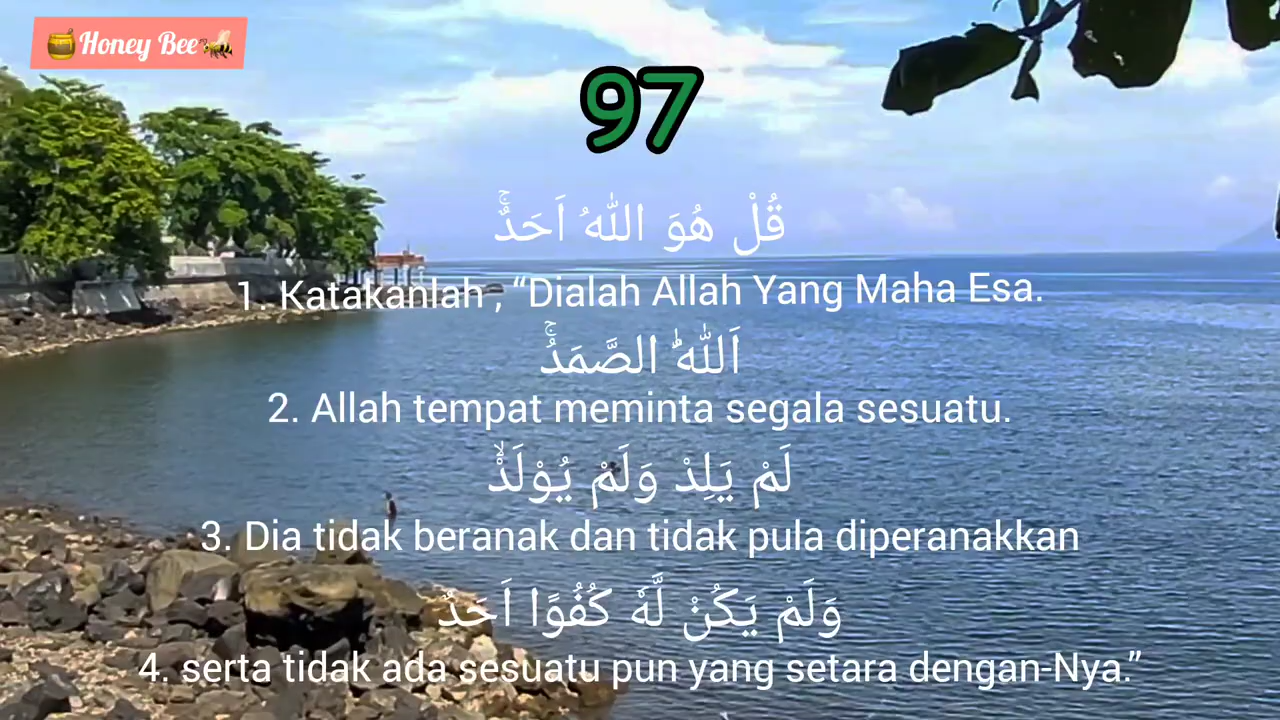 Honey Bee
97
قُلْ هُوَ اللّٰهُ اَحَدٌۚ
1. Katakanlah , “Dialah Allah Yang Maha Esa.
اَللّٰهُ الصَّمَدُۚ
2. Allah tempat meminta segala sesuatu.
لَمْ يَلِدْ وَلَمْ يُوْلَدْۙ
3. Dia tidak beranak dan tidak pula diperanakkan
وَلَمْ يَكُنْ لَّهٗ كُفُوًا اَحَدٌ
4. serta tidak ada sesuatu pun yang setara dengan-Nya.”